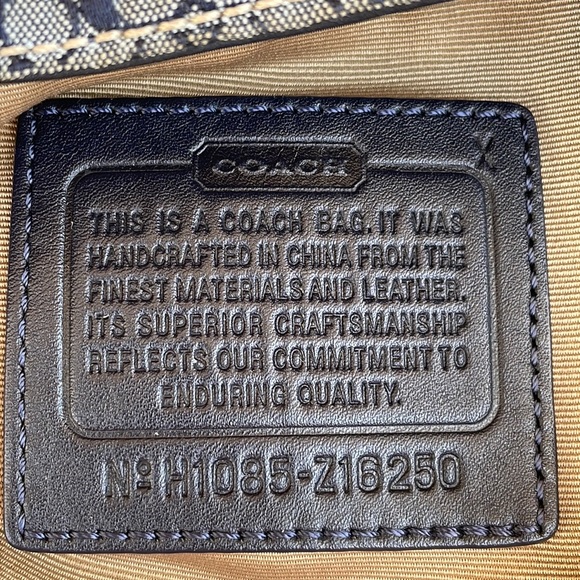 COACH
X
THIS IS A COACH BAG. IT WAS
HANDCRAFTED IN CHINA FROM THE
FINEST MATERIALS AND LEATHER.
ITS SUPERIOR CRAFTSMANSHIP
REFLECTS OUR COMMITMENT TO
ENDURING QUALITY.
Nº H1085-Z16250